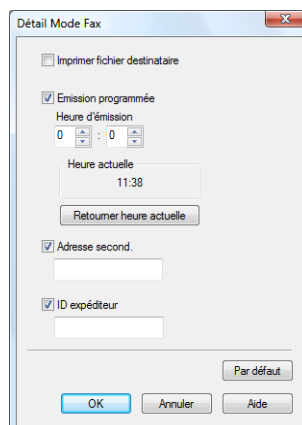 Détail Mode Fax
Imprimer fichier destinataire
Emission programmée
Heure d'émission
0 : 0
Heure actuelle
11:38
Retourner heure actuelle
Adresse second.
ID expéditeur
Par défaut
OK Annuler Aide